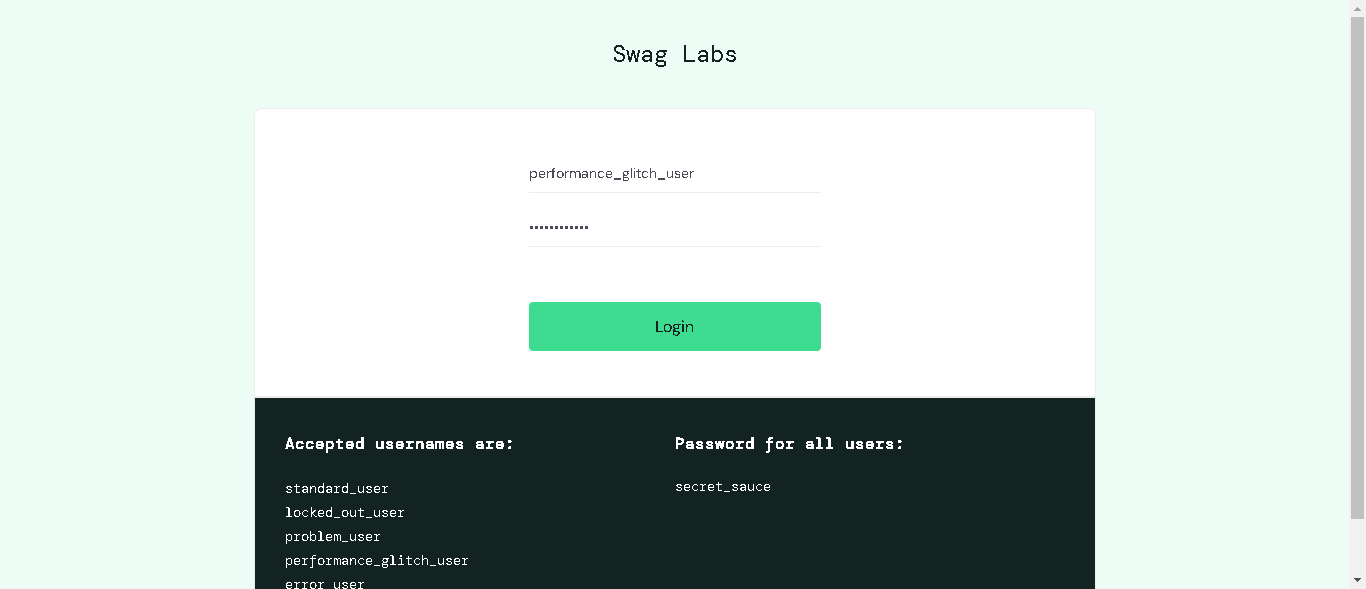 Swag Labs
performance_glitch_user
••••••••••••
Login
Accepted usernames are:
standard_user
locked_out_user
problem_user
performance_glitch_user
error_user
Password for all users:
secret_sauce